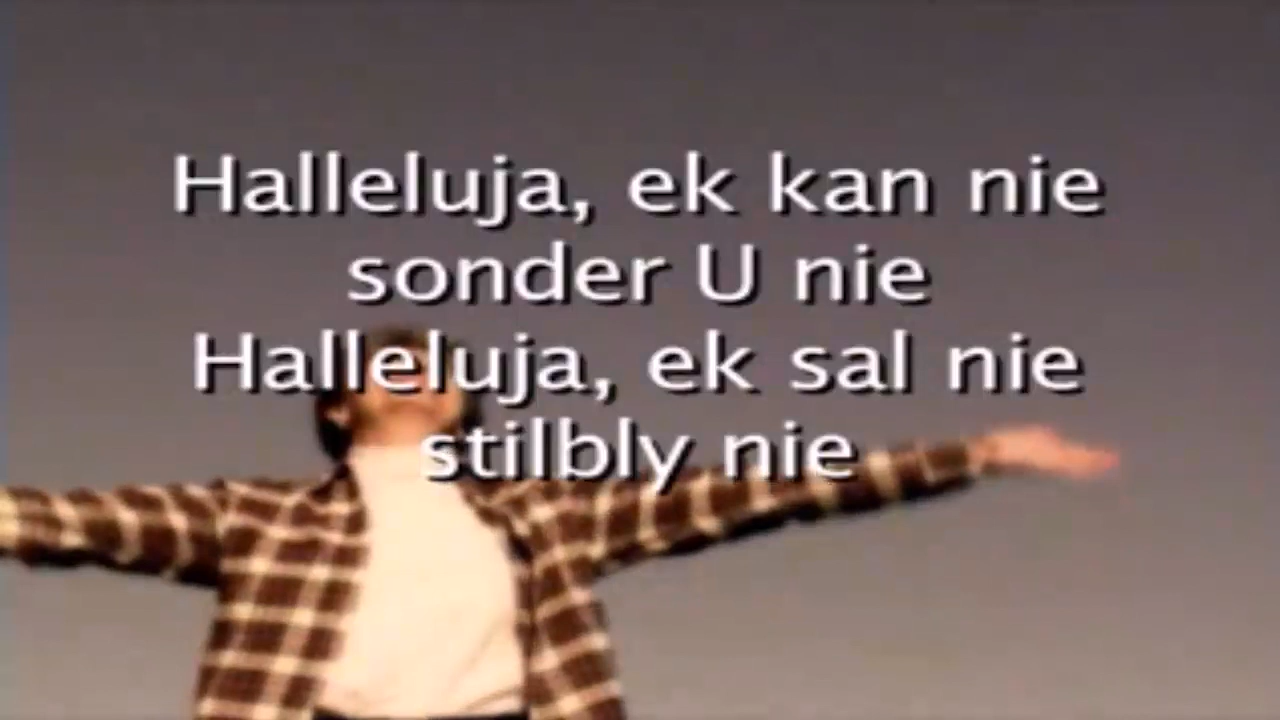 Halleluja, ek kan nie
sonder U nie
Halleluja, ek sal nie
stilbly nie